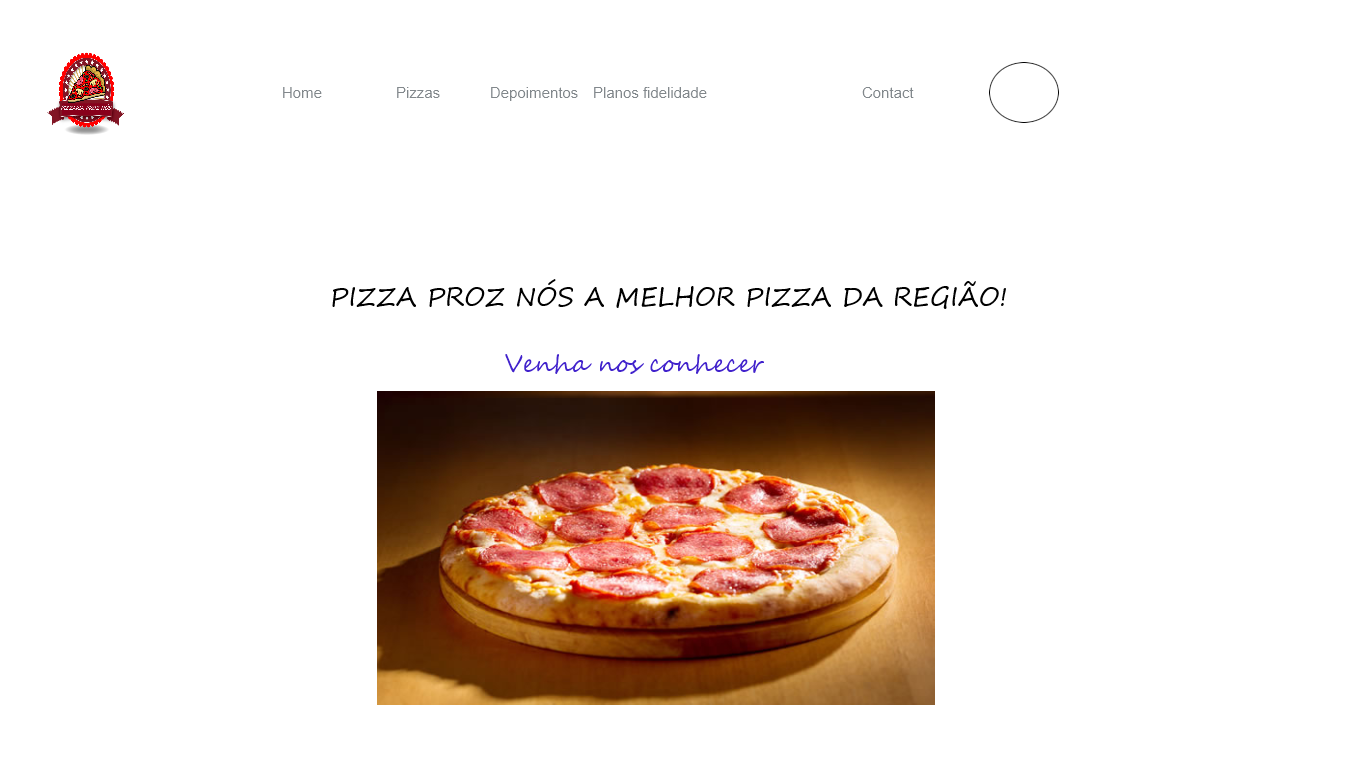 PIZZARIA PROZ NÓS
Home Pizzas Depoimentos Planos fidelidade Contact
PIZZA PROZ NÓS A MELHOR PIZZA DA REGIÃO!
Venha nos conhecer